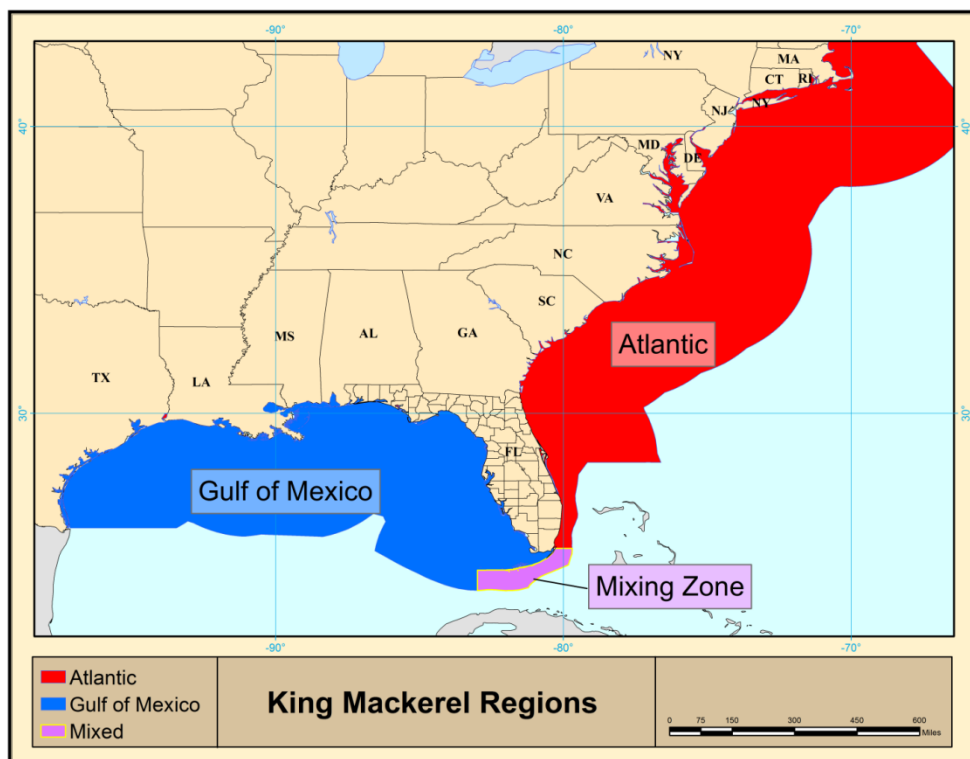 -90°
-80°
-70°
NY
MA
CT
RI
40°
NJ
NY
40°
MD
DE
VA
NC
SC
Atlantic
MS
AL
GA
TX
LA
30°
30°
FL
Gulf of Mexico
Mixing Zone
-90°
-80°
-70°
Atlantic
Gulf of Mexico
Mixed
King Mackerel Regions
0 75 150 300 450 600
Miles